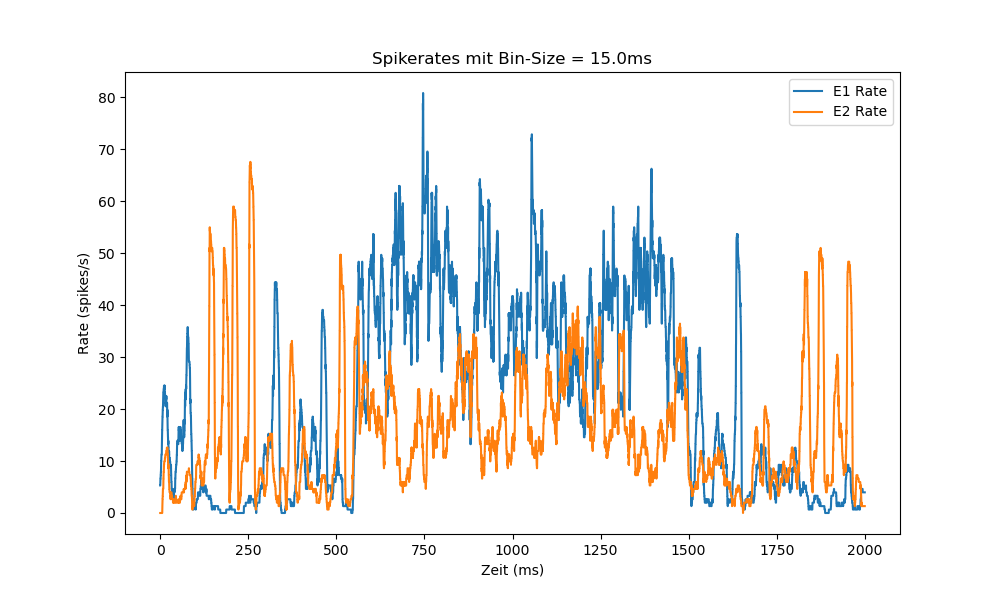 Spikerates mit Bin-Size = 15.0ms
E1 Rate
E2 Rate
80
70
60
50
40
30
20
10
0
Rate (spikes/s)
0 250 500 750 1000 1250 1500 1750 2000
Zeit (ms)